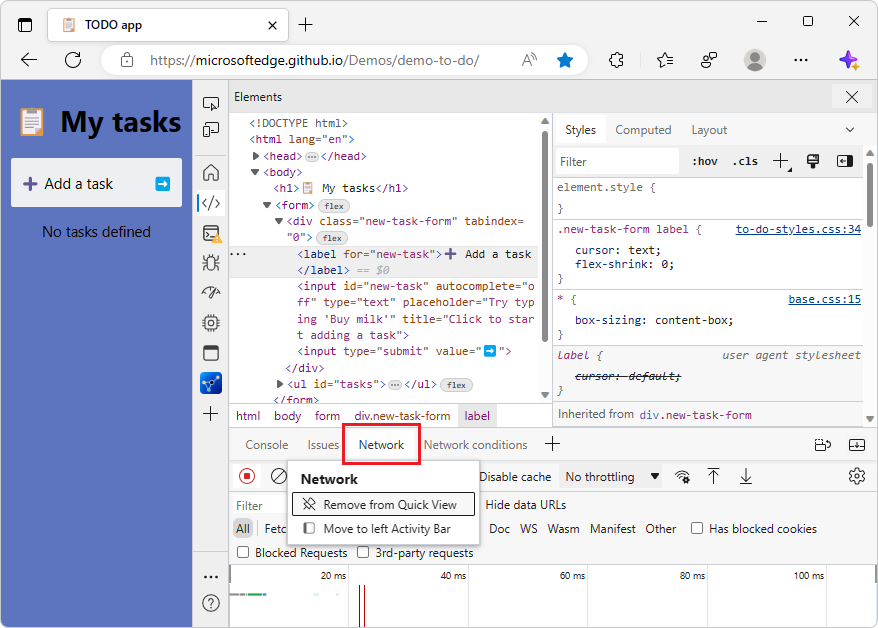 TODO app
https://microsoftedge.github.io/Demos/demo-to-do/
My tasks
Add a task
No tasks defined
Elements
<!DOCTYPE html>
<html lang="en">
<head> </head>
<body>
<h1> My tasks</h1>
<form> flex
<div class="new-task-form" tabindex=
"0"> flex
<label for="new-task"> Add a task
</label> == $0
<input id="new-task" autocomplete="o
ff" type="text" placeholder="Try typ
ing 'Buy milk'" title="Click to star
t adding a task">
<input type="submit" value="➡️">
</div>
<ul id="tasks"> </ul> flex
</form>
html body form div.new-task-form label
Styles Computed Layout
Filter :hov .cls
element.style {
}
.new-task-form label { to-do-styles.css:34
cursor: text;
flex-shrink: 0;
}
* { base.css:15
box-sizing: content-box;
}
label { user agent stylesheet
cursor: default;
}
Inherited from div.new-task-form
Console Issues Network Network conditions
Disable cache No throttling
Network
Remove from Quick View
Move to left Activity Bar
Filter Hide data URLs
All Fetc Doc WS Wasm Manifest Other Has blocked cookies
Blocked Requests 3rd-party requests
20 ms 40 ms 60 ms 80 ms 100 ms